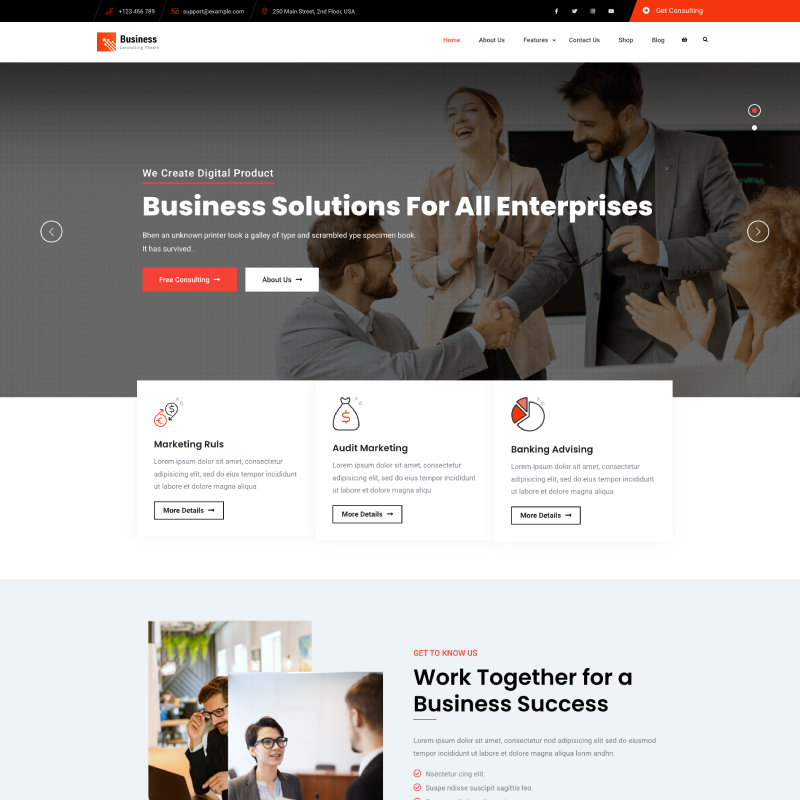 +123 456 789
support@example.com
250 Main Street, 2nd Floor, USA
Get Consulting
Business
Consulting Theme
Home
About Us
Features
Contact Us
Shop
Blog
We Create Digital Product
Business Solutions For All Enterprises
Bhen an unknown printer took a galley of type and scrambled ype specimen book.
It has survived .
Free Consulting
About Us
Marketing Ruls
Lorem ipsum dolor sit amet, consectetur
adipisicing elit, sed do eius tempor incididunt
ut labore et dolore magna aliqua
More Details
Audit Marketing
Lorem ipsum dolor sit amet, consectetur
adipisicing elit, sed do eius tempor incididunt
ut labore et dolore magna aliqu
More Details
Banking Advising
Lorem ipsum dolor sit amet, consectetur
adipisicing elit, sed do eius tempor incididunt
ut labore et dolore magna aliqua
More Details
GET TO KNOW US
Work Together for a
Business Success
Lorem ipsum dolor sit amet, consectetur nod adipisicing elit sed do eiusmod
tempor incididunt ut labore et dolore magna aliqua lonm andhn.
Nsectetur cing elit.
Suspe ndisse suscipit sagittis leo.